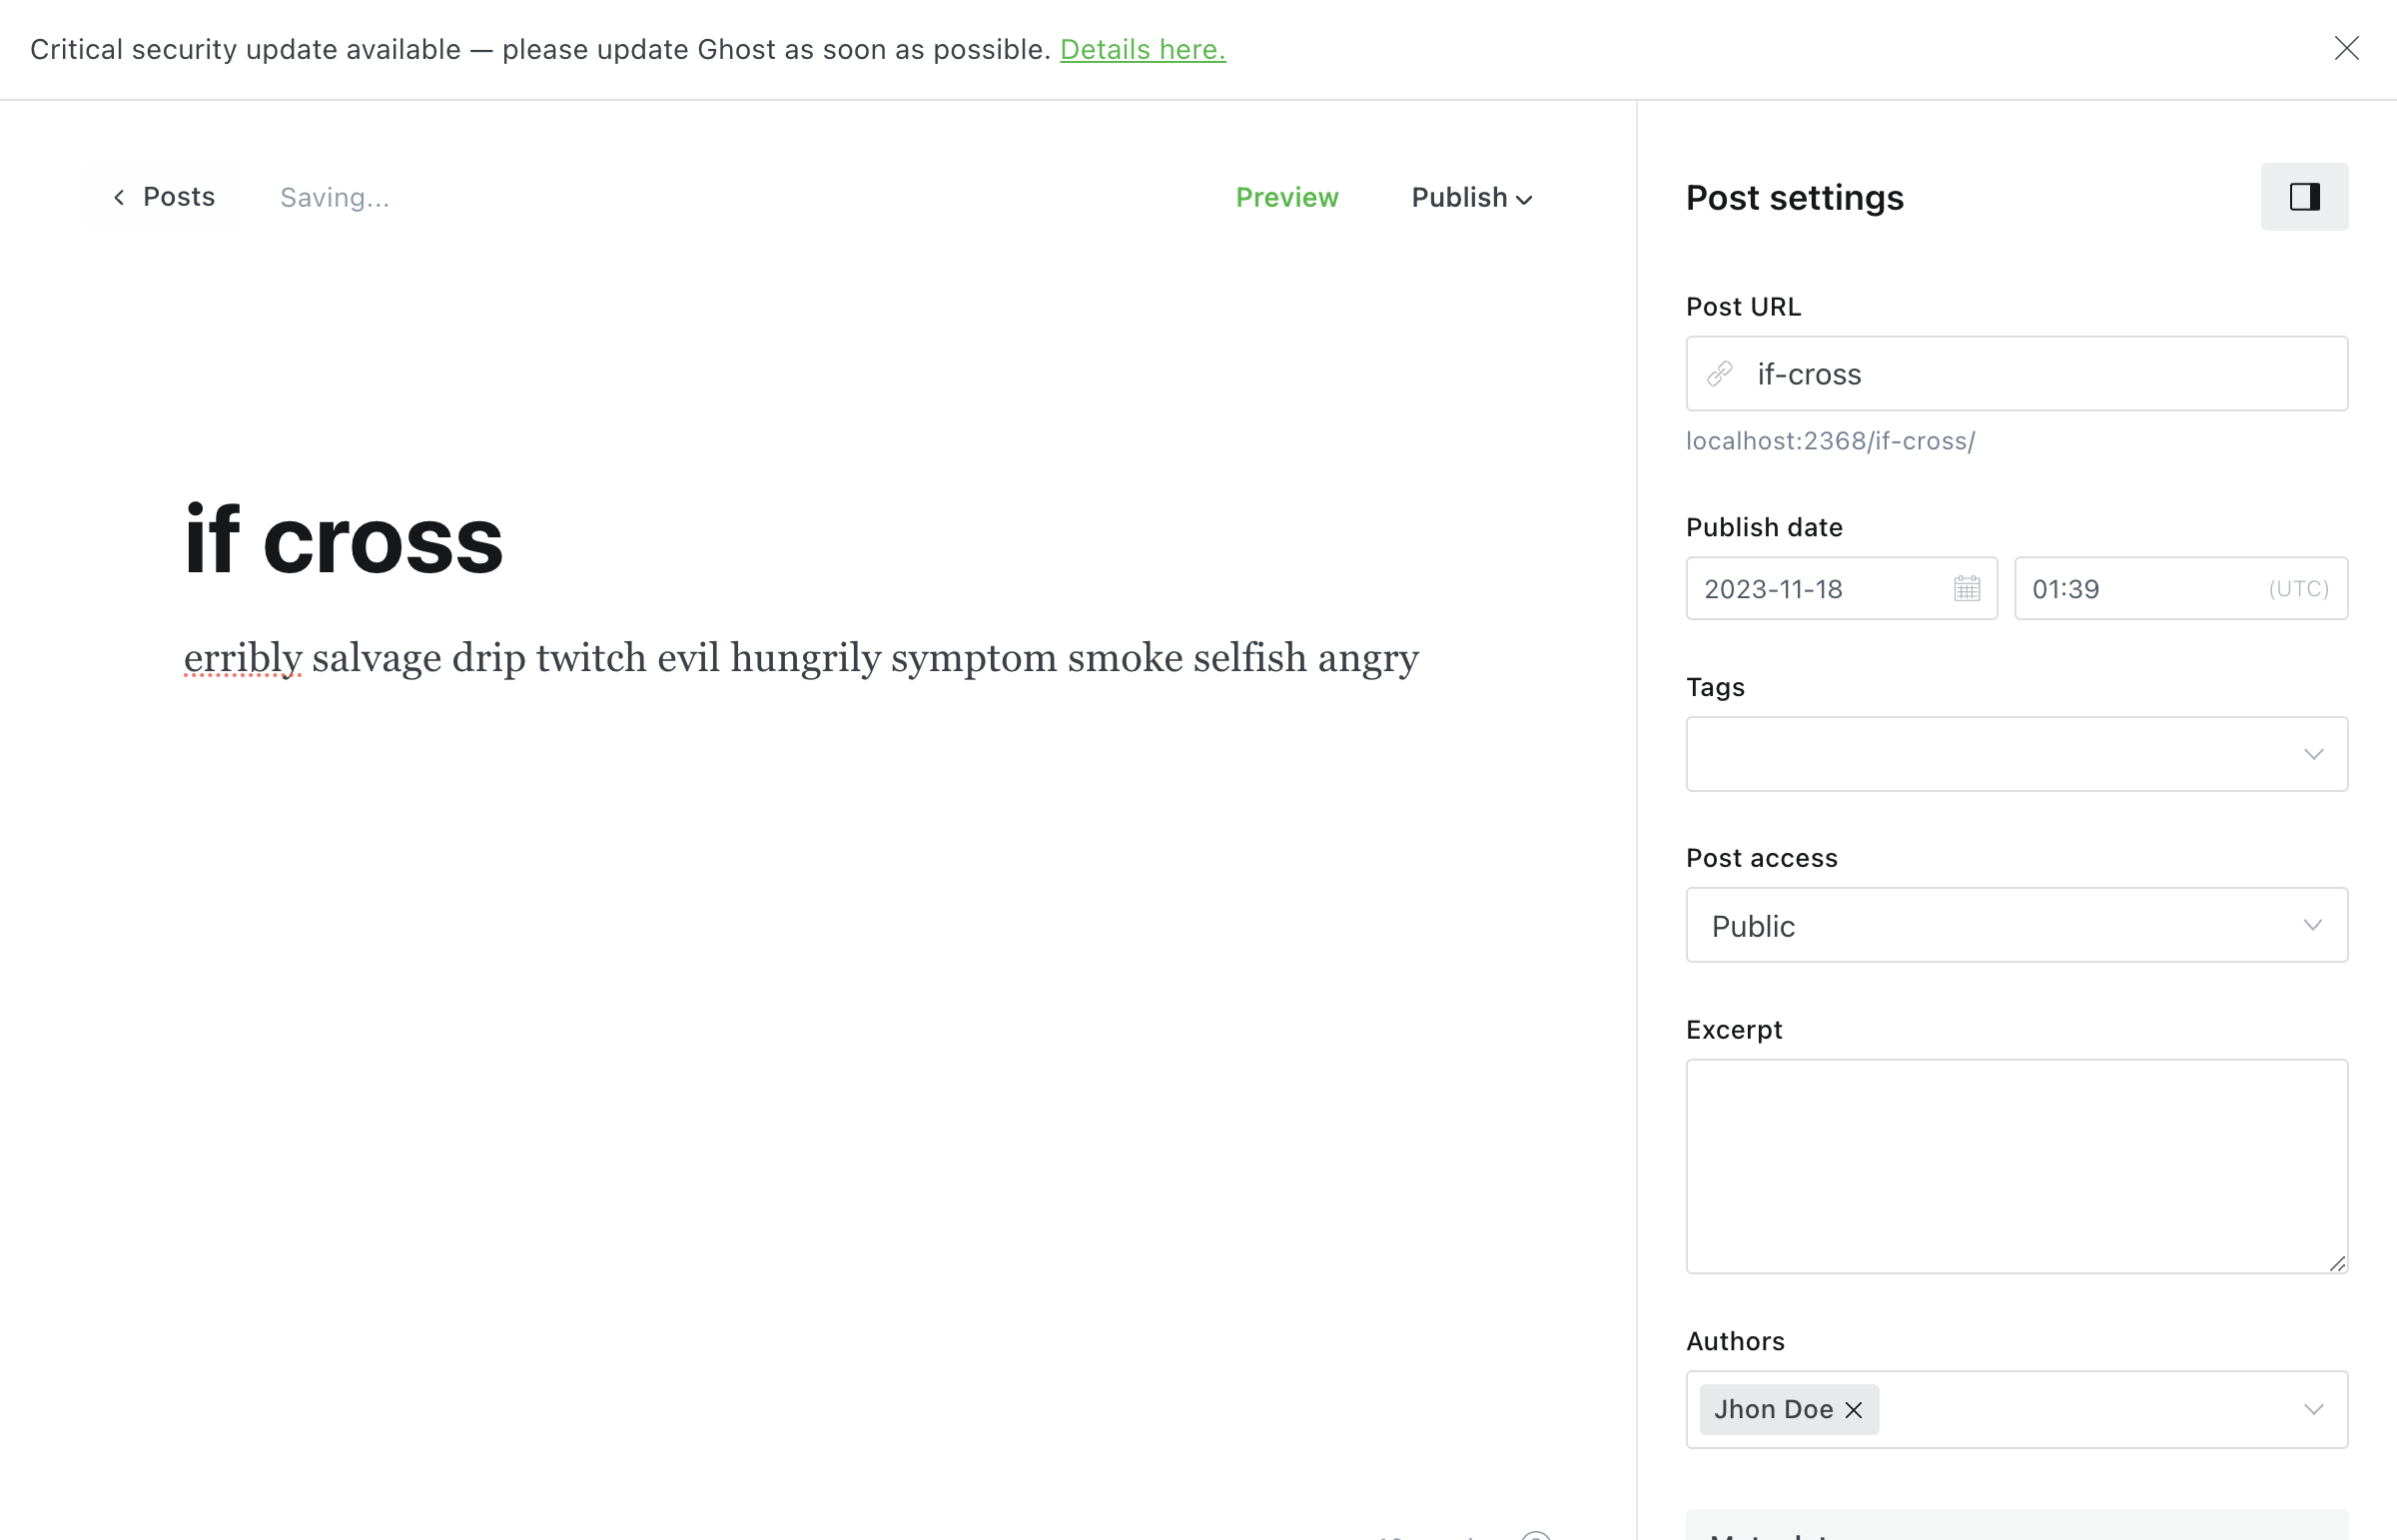 Critical security update available — please update Ghost as soon as possible. Details here.
Posts
Saving...
Preview
Publish
if cross
erribly salvage drip twitch evil hungrily symptom smoke selfish angry
Post settings
Post URL
if-cross
localhost:2368/if-cross/
Publish date
2023-11-18
01:39
(UTC)
Tags
Post access
Public
Excerpt
Authors
Jhon Doe